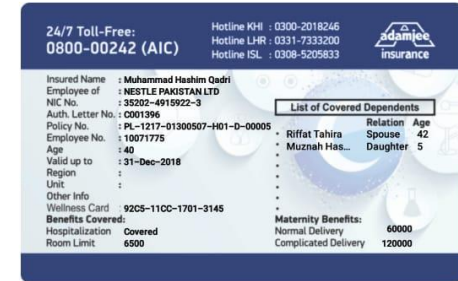 24/7 Toll-Free:
0800-00242 (AIC)
Hotline KHI : 0300-2018246
Hotline LHR : 0331-7333200
Hotline ISL : 0308-5205833
adamjee
insurance
Insured Name : Muhammad Hashim Qadri
Employee of : NESTLE PAKISTAN LTD
NIC No. : 35202-4915922-3
Auth. Letter No. : C001396
Policy No. : PL-1217-01300507-H01-D-00005
Employee No. : 10071775
Age : 40
Valid up to : 31-Dec-2018
Region :
Unit :
Other Info
Wellness Card : 92C5-11CC-1701-3145
Benefits Covered:
Hospitalization Covered
Room Limit 6500
List of Covered Dependents
Relation Age
Riffat Tahira Spouse 42
Muznah Has... Daughter 5
Maternity Benefits:
Normal Delivery 60000
Complicated Delivery 120000